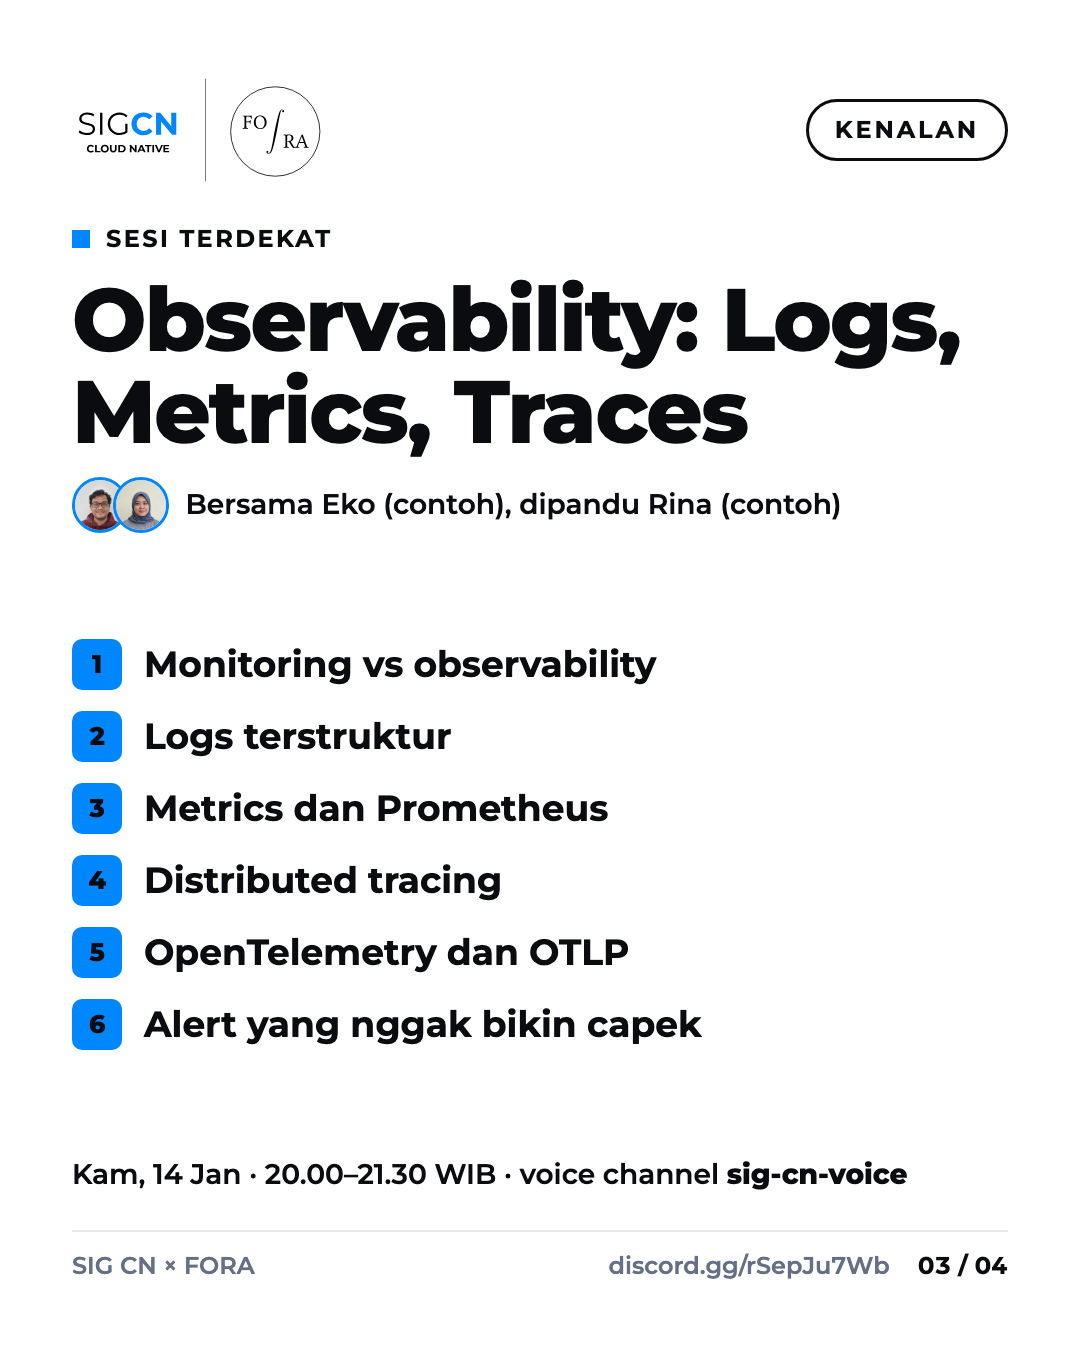 SIGCN
CLOUD NATIVE
FO
RA
KENALAN
SESI TERDEKAT
Observability: Logs,
Metrics, Traces
Bersama Eko (contoh), dipandu Rina (contoh)
1 Monitoring vs observability
2 Logs terstruktur
3 Metrics dan Prometheus
4 Distributed tracing
5 OpenTelemetry dan OTLP
6 Alert yang nggak bikin capek
Kam, 14 Jan · 20.00–21.30 WIB · voice channel sig-cn-voice
SIG CN × FORA
discord.gg/rSepJu7Wb 03 / 04